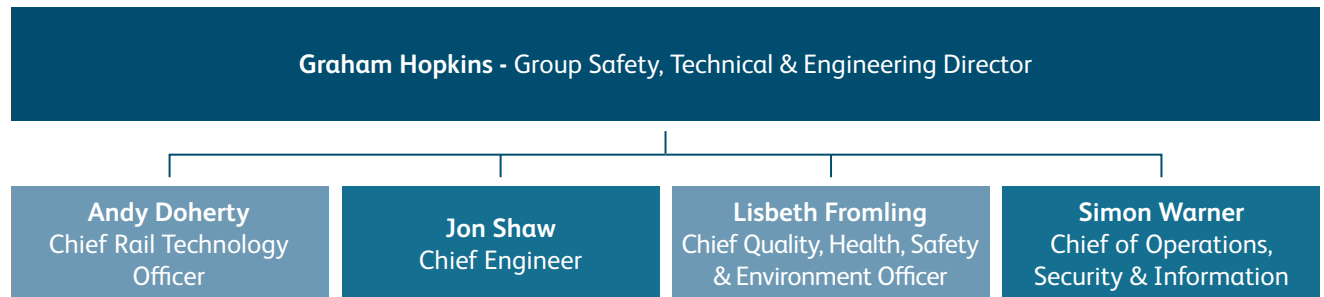 Graham Hopkins - Group Safety, Technical & Engineering Director
Andy Doherty
Chief Rail Technology
Officer
Jon Shaw
Chief Engineer
Lisbeth Fromling
Chief Quality, Health, Safety
& Environment Officer
Simon Warner
Chief of Operations,
Security & Information